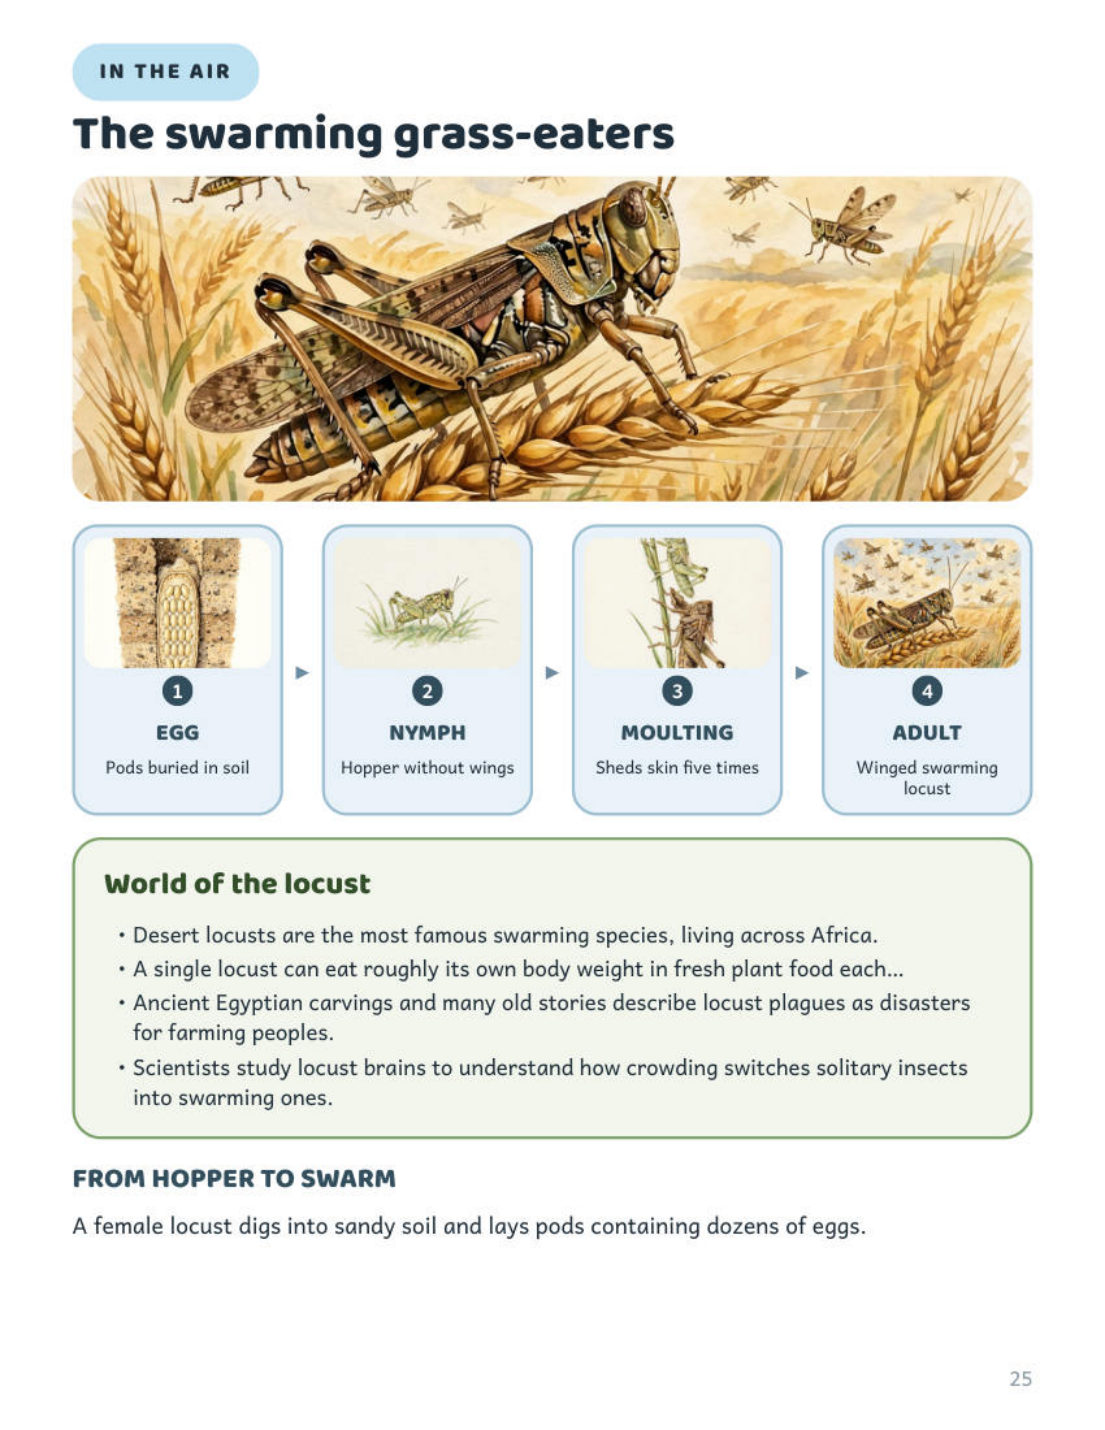 IN THE AIR
The swarming grass-eaters
1
EGG
Pods buried in soil
2
NYMPH
Hopper without wings
3
MOULTING
Sheds skin five times
4
ADULT
Winged swarming
locust
World of the locust
• Desert locusts are the most famous swarming species, living across Africa.
• A single locust can eat roughly its own body weight in fresh plant food each...
• Ancient Egyptian carvings and many old stories describe locust plagues as disasters
for farming peoples.
• Scientists study locust brains to understand how crowding switches solitary insects
into swarming ones.
FROM HOPPER TO SWARM
A female locust digs into sandy soil and lays pods containing dozens of eggs.
25